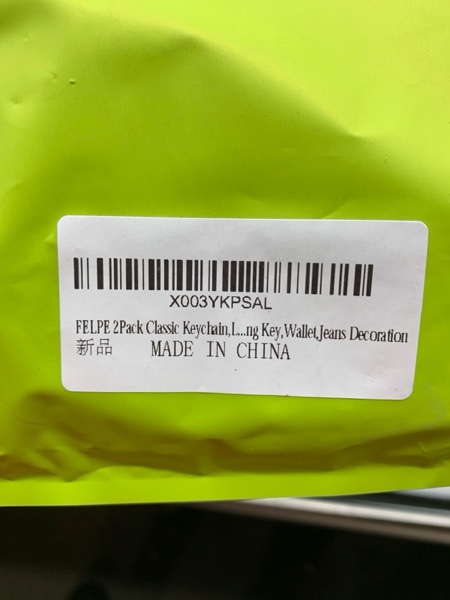 X003YKPSAL
FELPE 2Pack Classic Keychain,L...ng Key,Wallet,Jeans Decoration
新品 MADE IN CHINA